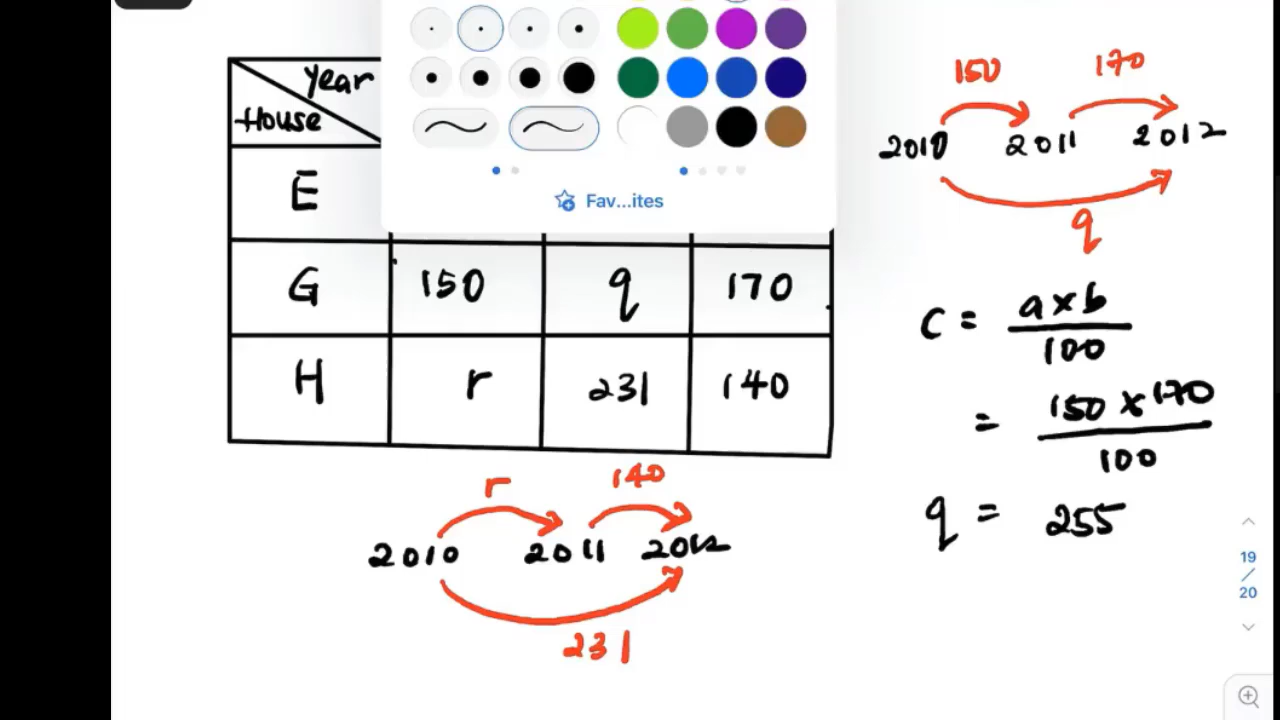 Year
House
E
G 150 q 170
H r 231 140
Fav...ites
150 170
2010 2011 2012
q
C = a x b
100
= 150 x 170
100
q = 255
r 140
2010 2011 2012
231
19
/
20